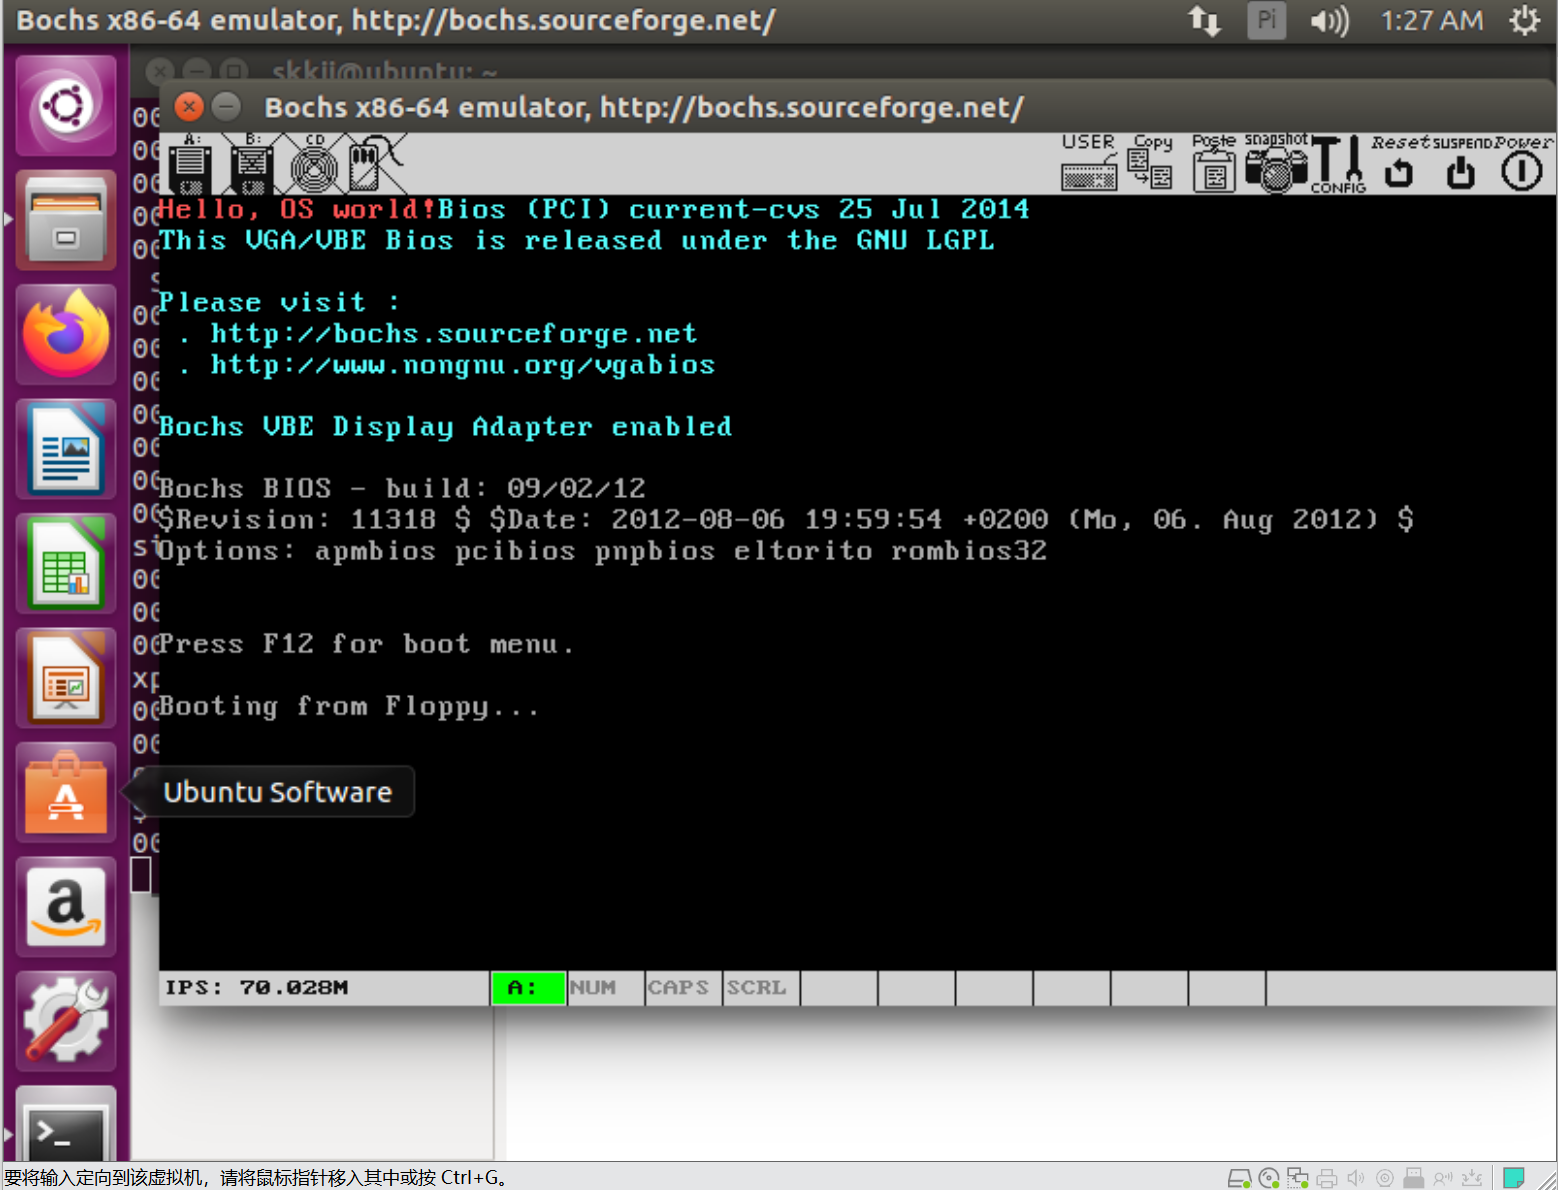 Bochs x86-64 emulator, http://bochs.sourceforge.net/
Pi
1:27 AM
skkii@ubuntu: ~
Bochs x86-64 emulator, http://bochs.sourceforge.net/
A:
B:
CD
USER
Copy
Paste
snapshot
CONFIG
Reset
SUSPEND
Power
Hello, OS world!Bios (PCI) current-cvs 25 Jul 2014
This VGA/VBE Bios is released under the GNU LGPL
Please visit :
. http://bochs.sourceforge.net
. http://www.nongnu.org/vgabios
Bochs VBE Display Adapter enabled
Bochs BIOS - build: 09/02/12
$Revision: 11318 $ $Date: 2012-08-06 19:59:54 +0200 (Mo, 06. Aug 2012) $
Options: apmbios pcibios pnpbios eltorito rombios32
Press F12 for boot menu.
Booting from Floppy...
Ubuntu Software
IPS: 70.028M
A:
NUM
CAPS
SCRL
要将输入定向到该虚拟机，请将鼠标指针移入其中或按 Ctrl+G。